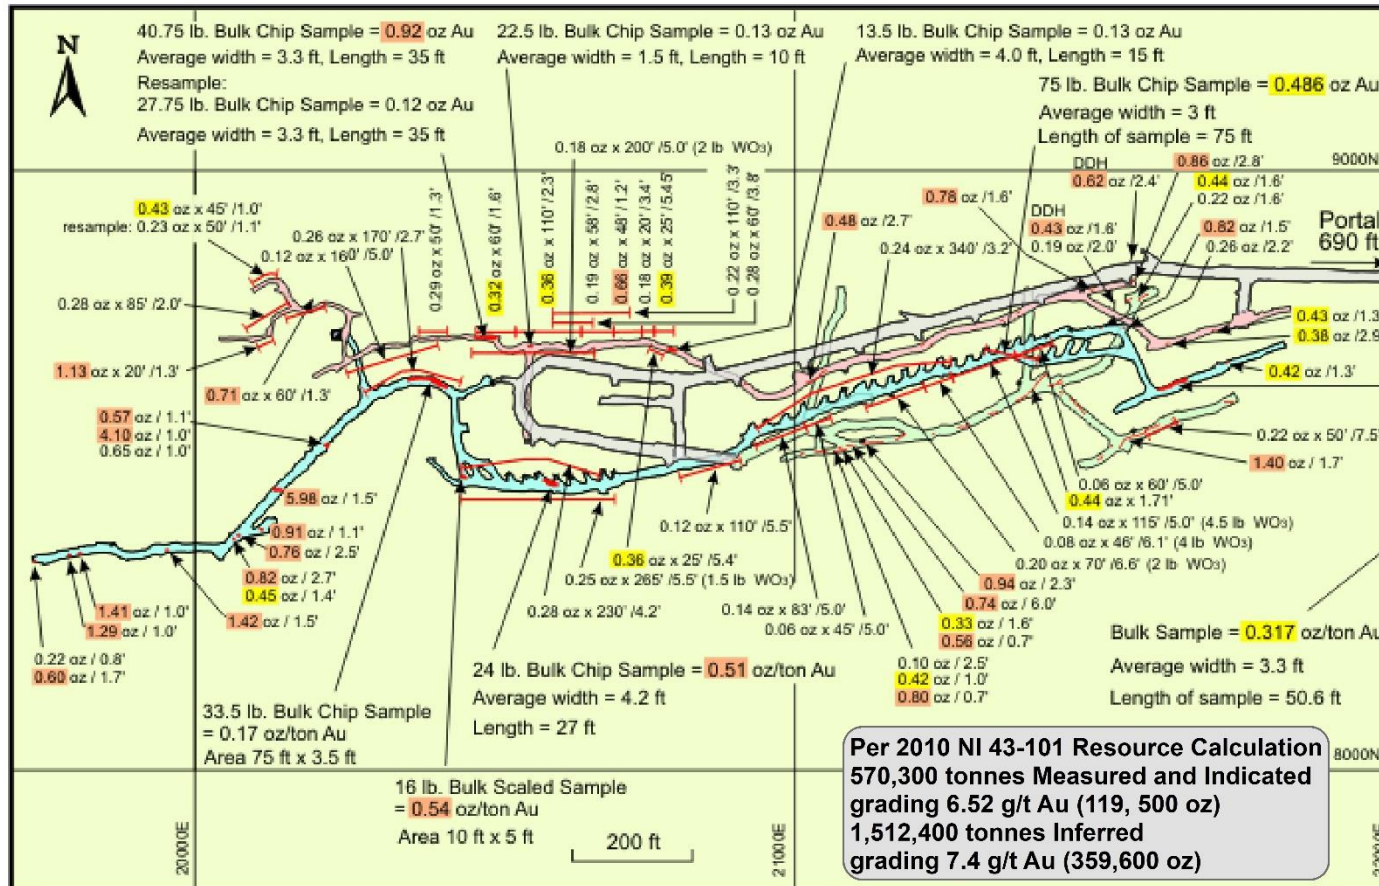 N
40.75 lb. Bulk Chip Sample = 0.92 oz Au
Average width = 3.3 ft, Length = 35 ft
Resample:
27.75 lb. Bulk Chip Sample = 0.12 oz Au
Average width = 3.3 ft, Length = 35 ft
22.5 lb. Bulk Chip Sample = 0.13 oz Au
Average width = 1.5 ft, Length = 10 ft
13.5 lb. Bulk Chip Sample = 0.13 oz Au
Average width = 4.0 ft, Length = 15 ft
75 lb. Bulk Chip Sample = 0.486 oz Au
Average width = 3 ft
Length of sample = 75 ft
0.18 oz x 200' /5.0' (2 lb WO₃)
9000N
DDH
0.62 oz /2.4'
0.86 oz /2.8'
0.44 oz /1.6'
0.22 oz /1.6'
0.78 oz /1.6'
DDH
0.43 oz /1.6'
0.19 oz /2.0'
0.82 oz /1.5'
0.26 oz /2.2'
Portal
690 ft
0.43 oz x 45' /1.0'
resample: 0.23 oz x 50' /1.1'
0.26 oz x 170' /2.7'
0.12 oz x 160' /5.0'
0.29 oz x 50' /1.3'
0.32 oz x 60' /1.6'
0.36 oz x 110' /2.3'
0.19 oz x 58' /2.8'
0.66 oz x 48' /1.2'
0.18 oz x 20' /3.4'
0.39 oz x 25' /5.45'
0.22 oz x 110' /3.3'
0.28 oz x 60' /3.8'
0.48 oz /2.7'
0.24 oz x 340' /3.2'
0.28 oz x 85' /2.0'
1.13 oz x 20' /1.3'
0.71 oz x 60' /1.3'
0.43 oz /1.3'
0.38 oz /2.9'
0.42 oz /1.3'
0.57 oz / 1.1'
4.10 oz / 1.0'
0.65 oz / 1.0'
0.22 oz x 50' /7.5'
1.40 oz / 1.7'
5.98 oz / 1.5'
0.91 oz / 1.1'
0.76 oz / 2.5'
0.82 oz / 2.7'
0.45 oz / 1.4'
1.42 oz / 1.5'
1.41 oz / 1.0'
1.29 oz / 1.0'
0.22 oz / 0.8'
0.60 oz / 1.7'
0.12 oz x 110' /5.5'
0.36 oz x 25' /5.4'
0.25 oz x 265' /5.5' (1.5 lb WO₃)
0.28 oz x 230' /4.2'
0.14 oz x 83' /5.0'
0.06 oz x 45' /5.0'
0.06 oz x 60' /5.0'
0.44 oz x 1.71'
0.14 oz x 115' /5.0' (4.5 lb WO₃)
0.08 oz x 46' /6.1' (4 lb WO₃)
0.20 oz x 70' /6.6' (2 lb WO₃)
0.94 oz / 2.3'
0.74 oz / 6.0'
0.33 oz / 1.6'
0.56 oz / 0.7'
0.10 oz / 2.5'
0.42 oz / 1.0'
0.80 oz / 0.7'
Bulk Sample = 0.317 oz/ton Au
Average width = 3.3 ft
Length of sample = 50.6 ft
24 lb. Bulk Chip Sample = 0.51 oz/ton Au
Average width = 4.2 ft
Length = 27 ft
33.5 lb. Bulk Chip Sample
= 0.17 oz/ton Au
Area 75 ft x 3.5 ft
16 lb. Bulk Scaled Sample
= 0.54 oz/ton Au
Area 10 ft x 5 ft
200 ft
Per 2010 NI 43-101 Resource Calculation
570,300 tonnes Measured and Indicated
grading 6.52 g/t Au (119, 500 oz)
1,512,400 tonnes Inferred
grading 7.4 g/t Au (359,600 oz)
8000N
20000E
21000E